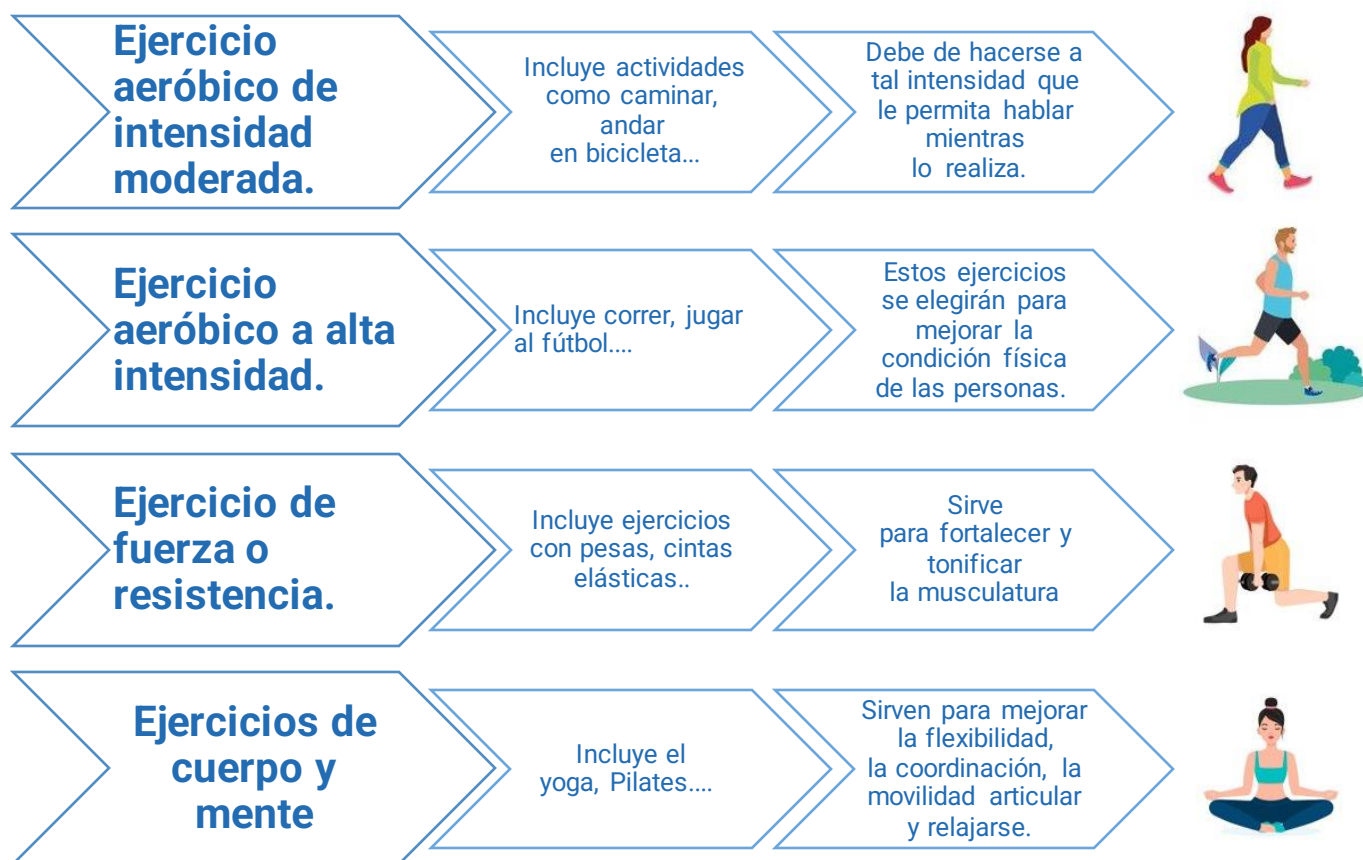 Ejercicio
aeróbico de
intensidad
moderada.
Incluye actividades
como caminar,
andar
en bicicleta...
Debe de hacerse a
tal intensidad que
le permita hablar
mientras
lo realiza.
Ejercicio
aeróbico a alta
intensidad.
Incluye correr, jugar
al fútbol....
Estos ejercicios
se elegirán para
mejorar la
condición física
de las personas.
Ejercicio de
fuerza o
resistencia.
Incluye ejercicios
con pesas, cintas
elásticas..
Sirve
para fortalecer y
tonificar
la musculatura
Ejercicios de
cuerpo y
mente
Incluye el
yoga, Pilates....
Sirven para mejorar
la flexibilidad,
la coordinación, la
movilidad articular
y relajarse.